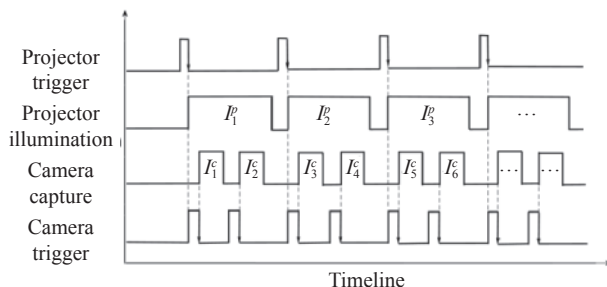 Projector
trigger
Projector
illumination
I₁ᵖ I₂ᵖ I₃ᵖ ...
Camera
capture
I₁ᶜ I₂ᶜ I₃ᶜ I₄ᶜ I₅ᶜ I₆ᶜ ... ...
Camera
trigger
Timeline